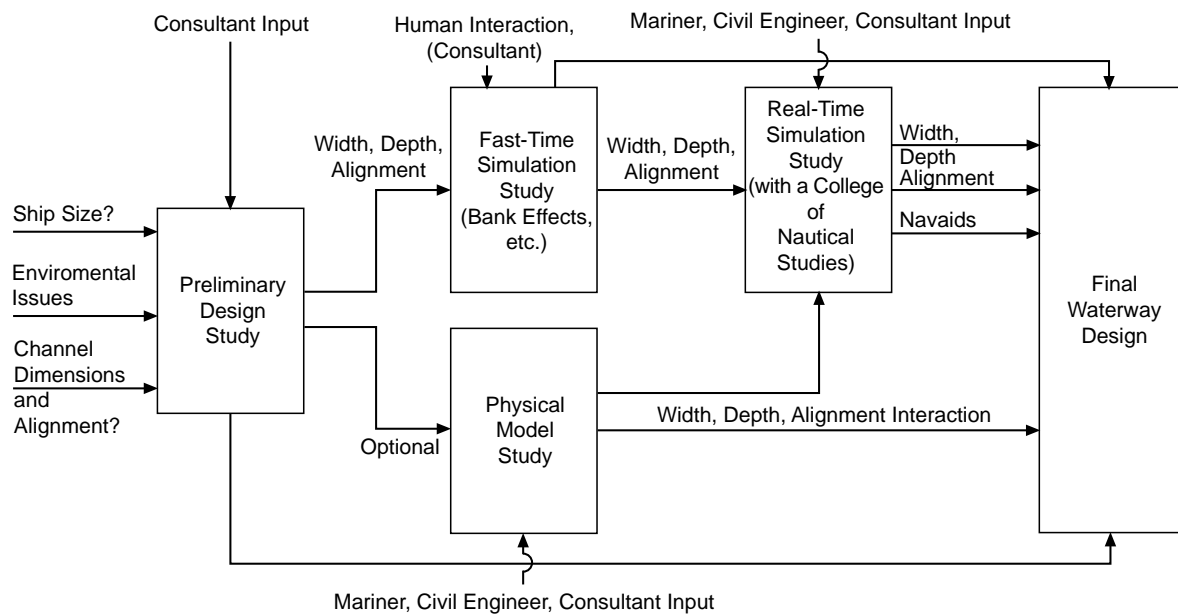 Consultant Input
Human Interaction,
(Consultant)
Mariner, Civil Engineer, Consultant Input
Ship Size?
Enviromental
Issues
Channel
Dimensions
and
Alignment?
Preliminary
Design
Study
Width, Depth,
Alignment
Optional
Fast-Time
Simulation
Study
(Bank Effects,
etc.)
Physical
Model
Study
Width, Depth,
Alignment
Real-Time
Simulation
Study
(with a College
of
Nautical
Studies)
Width,
Depth
Alignment
Navaids
Width, Depth, Alignment Interaction
Final
Waterway
Design
Mariner, Civil Engineer, Consultant Input